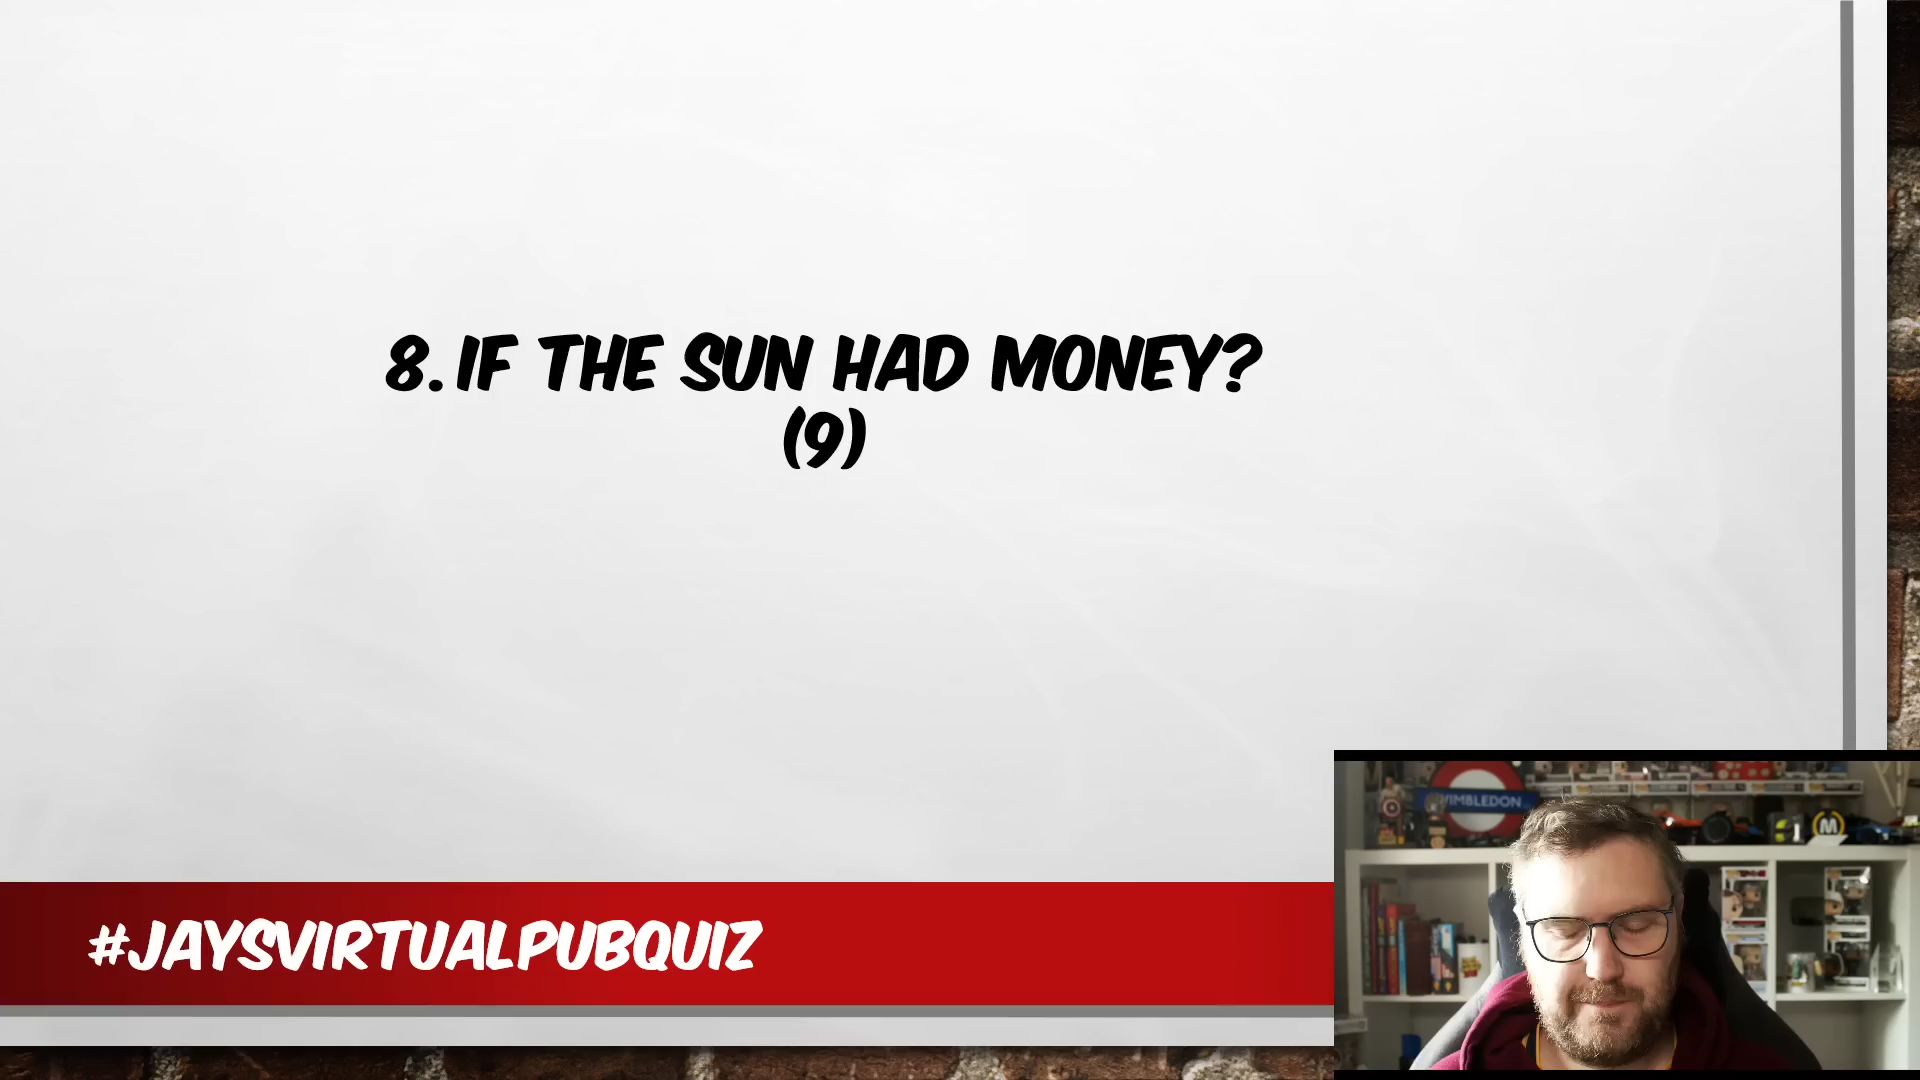 8. IF THE SUN HAD MONEY?
(9)
#JAYSVIRTUALPUBQUIZ
WIMBLEDON
M